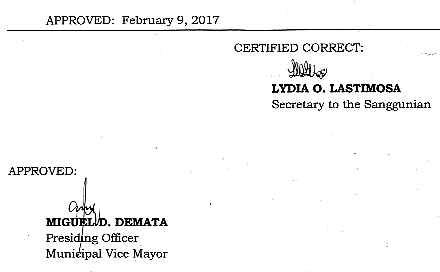 APPROVED: February 9, 2017
CERTIFIED CORRECT:
LYDIA O. LASTIMOSA
Secretary to the Sanggunian
APPROVED:
MIGUEL D. DEMATA
Presiding Officer
Municipal Vice Mayor